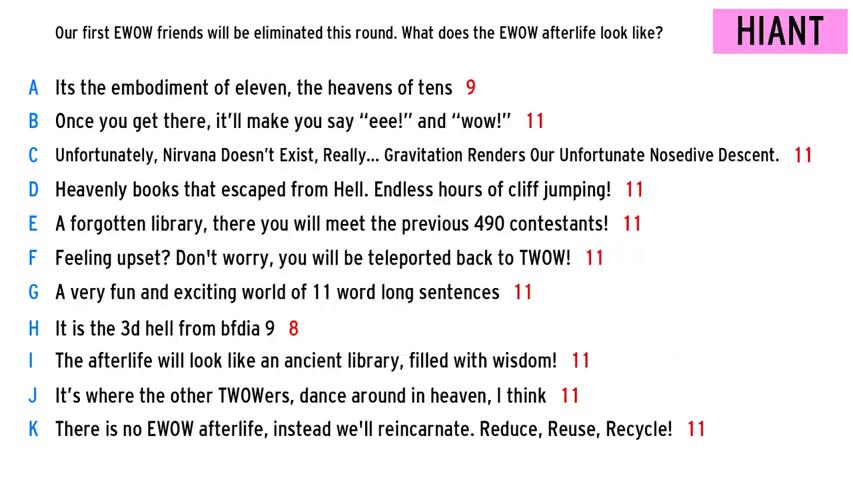 Our first EWOW friends will be eliminated this round. What does the EWOW afterlife look like?
HIANT
A Its the embodiment of eleven, the heavens of tens 9
B Once you get there, it'll make you say “eee!” and “wow!” 11
C Unfortunately, Nirvana Doesn't Exist, Really... Gravitation Renders Our Unfortunate Nosedive Descent. 11
D Heavenly books that escaped from Hell. Endless hours of cliff jumping! 11
E A forgotten library, there you will meet the previous 490 contestants! 11
F Feeling upset? Don't worry, you will be teleported back to TWOW! 11
G A very fun and exciting world of 11 word long sentences 11
H It is the 3d hell from bfdia 9 8
I The afterlife will look like an ancient library, filled with wisdom! 11
J It’s where the other TWOWers, dance around in heaven, I think 11
K There is no EWOW afterlife, instead we'll reincarnate. Reduce, Reuse, Recycle! 11